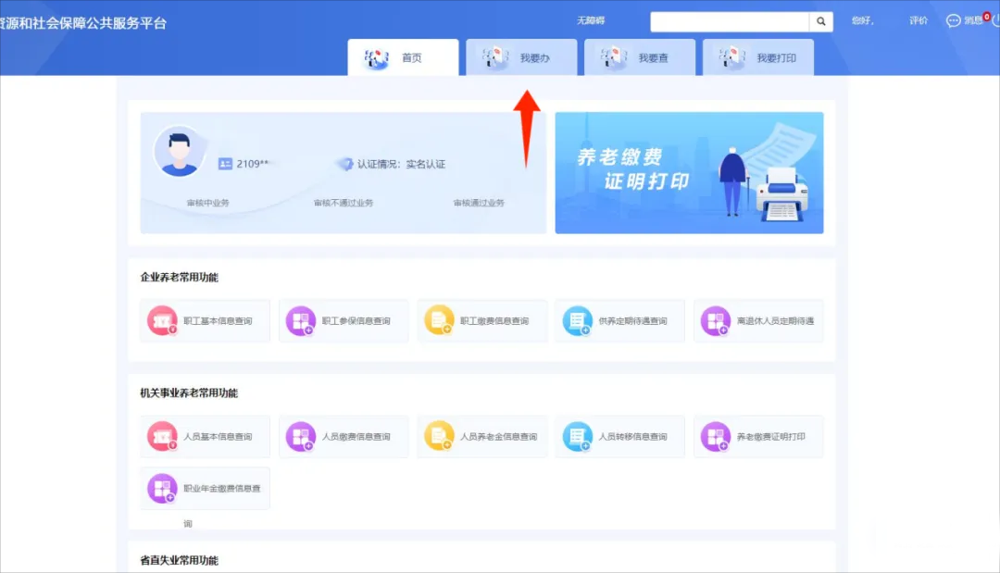 资源和社会保障公共服务平台
无障碍
您好,
评价
消息
0
首页
我要办
我要查
我要打印
2109**
认证情况: 实名认证
审核中业务
审核不通过业务
审核通过业务
养老缴费
证明打印
企业养老常用功能
职工基本信息查询
职工参保信息查询
职工缴费信息查询
供养定期待遇查询
离退休人员定期待遇
机关事业养老常用功能
人员基本信息查询
人员缴费信息查询
人员养老金信息查询
人员转移信息查询
养老缴费证明打印
职业年金缴费信息查
询
省直失业常用功能